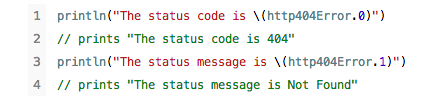 1 println("The status code is \(http404Error.0)")
2 // prints "The status code is 404"
3 println("The status message is \(http404Error.1)")
4 // prints "The status message is Not Found"